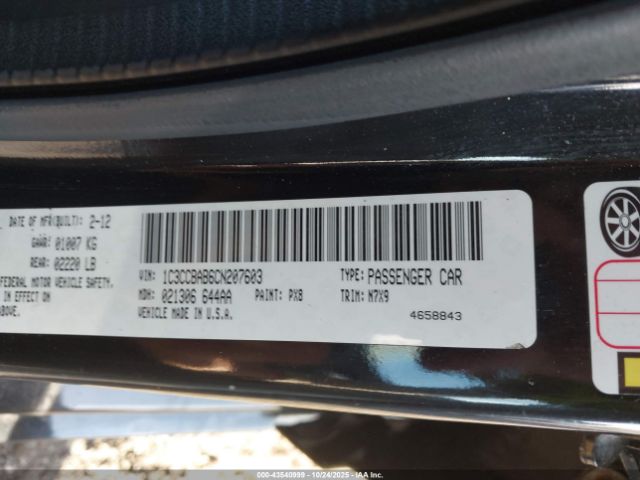 DATE OF MFR(BUILT): 2-12
GAWR: 01007 KG
REAR: 02220 LB
FEDERAL MOTOR VEHICLE SAFETY,
IN EFFECT ON
ABOVE.
VIN: 1C3CCBAB6CN207603
TYPE: PASSENGER CAR
MDH: 021306 644AA
PAINT: PX8
TRIM: N7X9
VEHICLE MADE IN U.S.A.
4658843
000-43540999 - 10/24/2025 - IAA Inc.